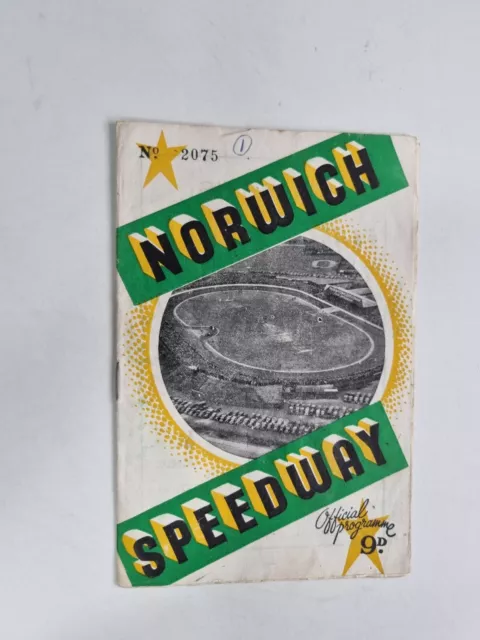 Nº 2075
1
NORWICH
SPEEDWAY
Official
programme
9D.